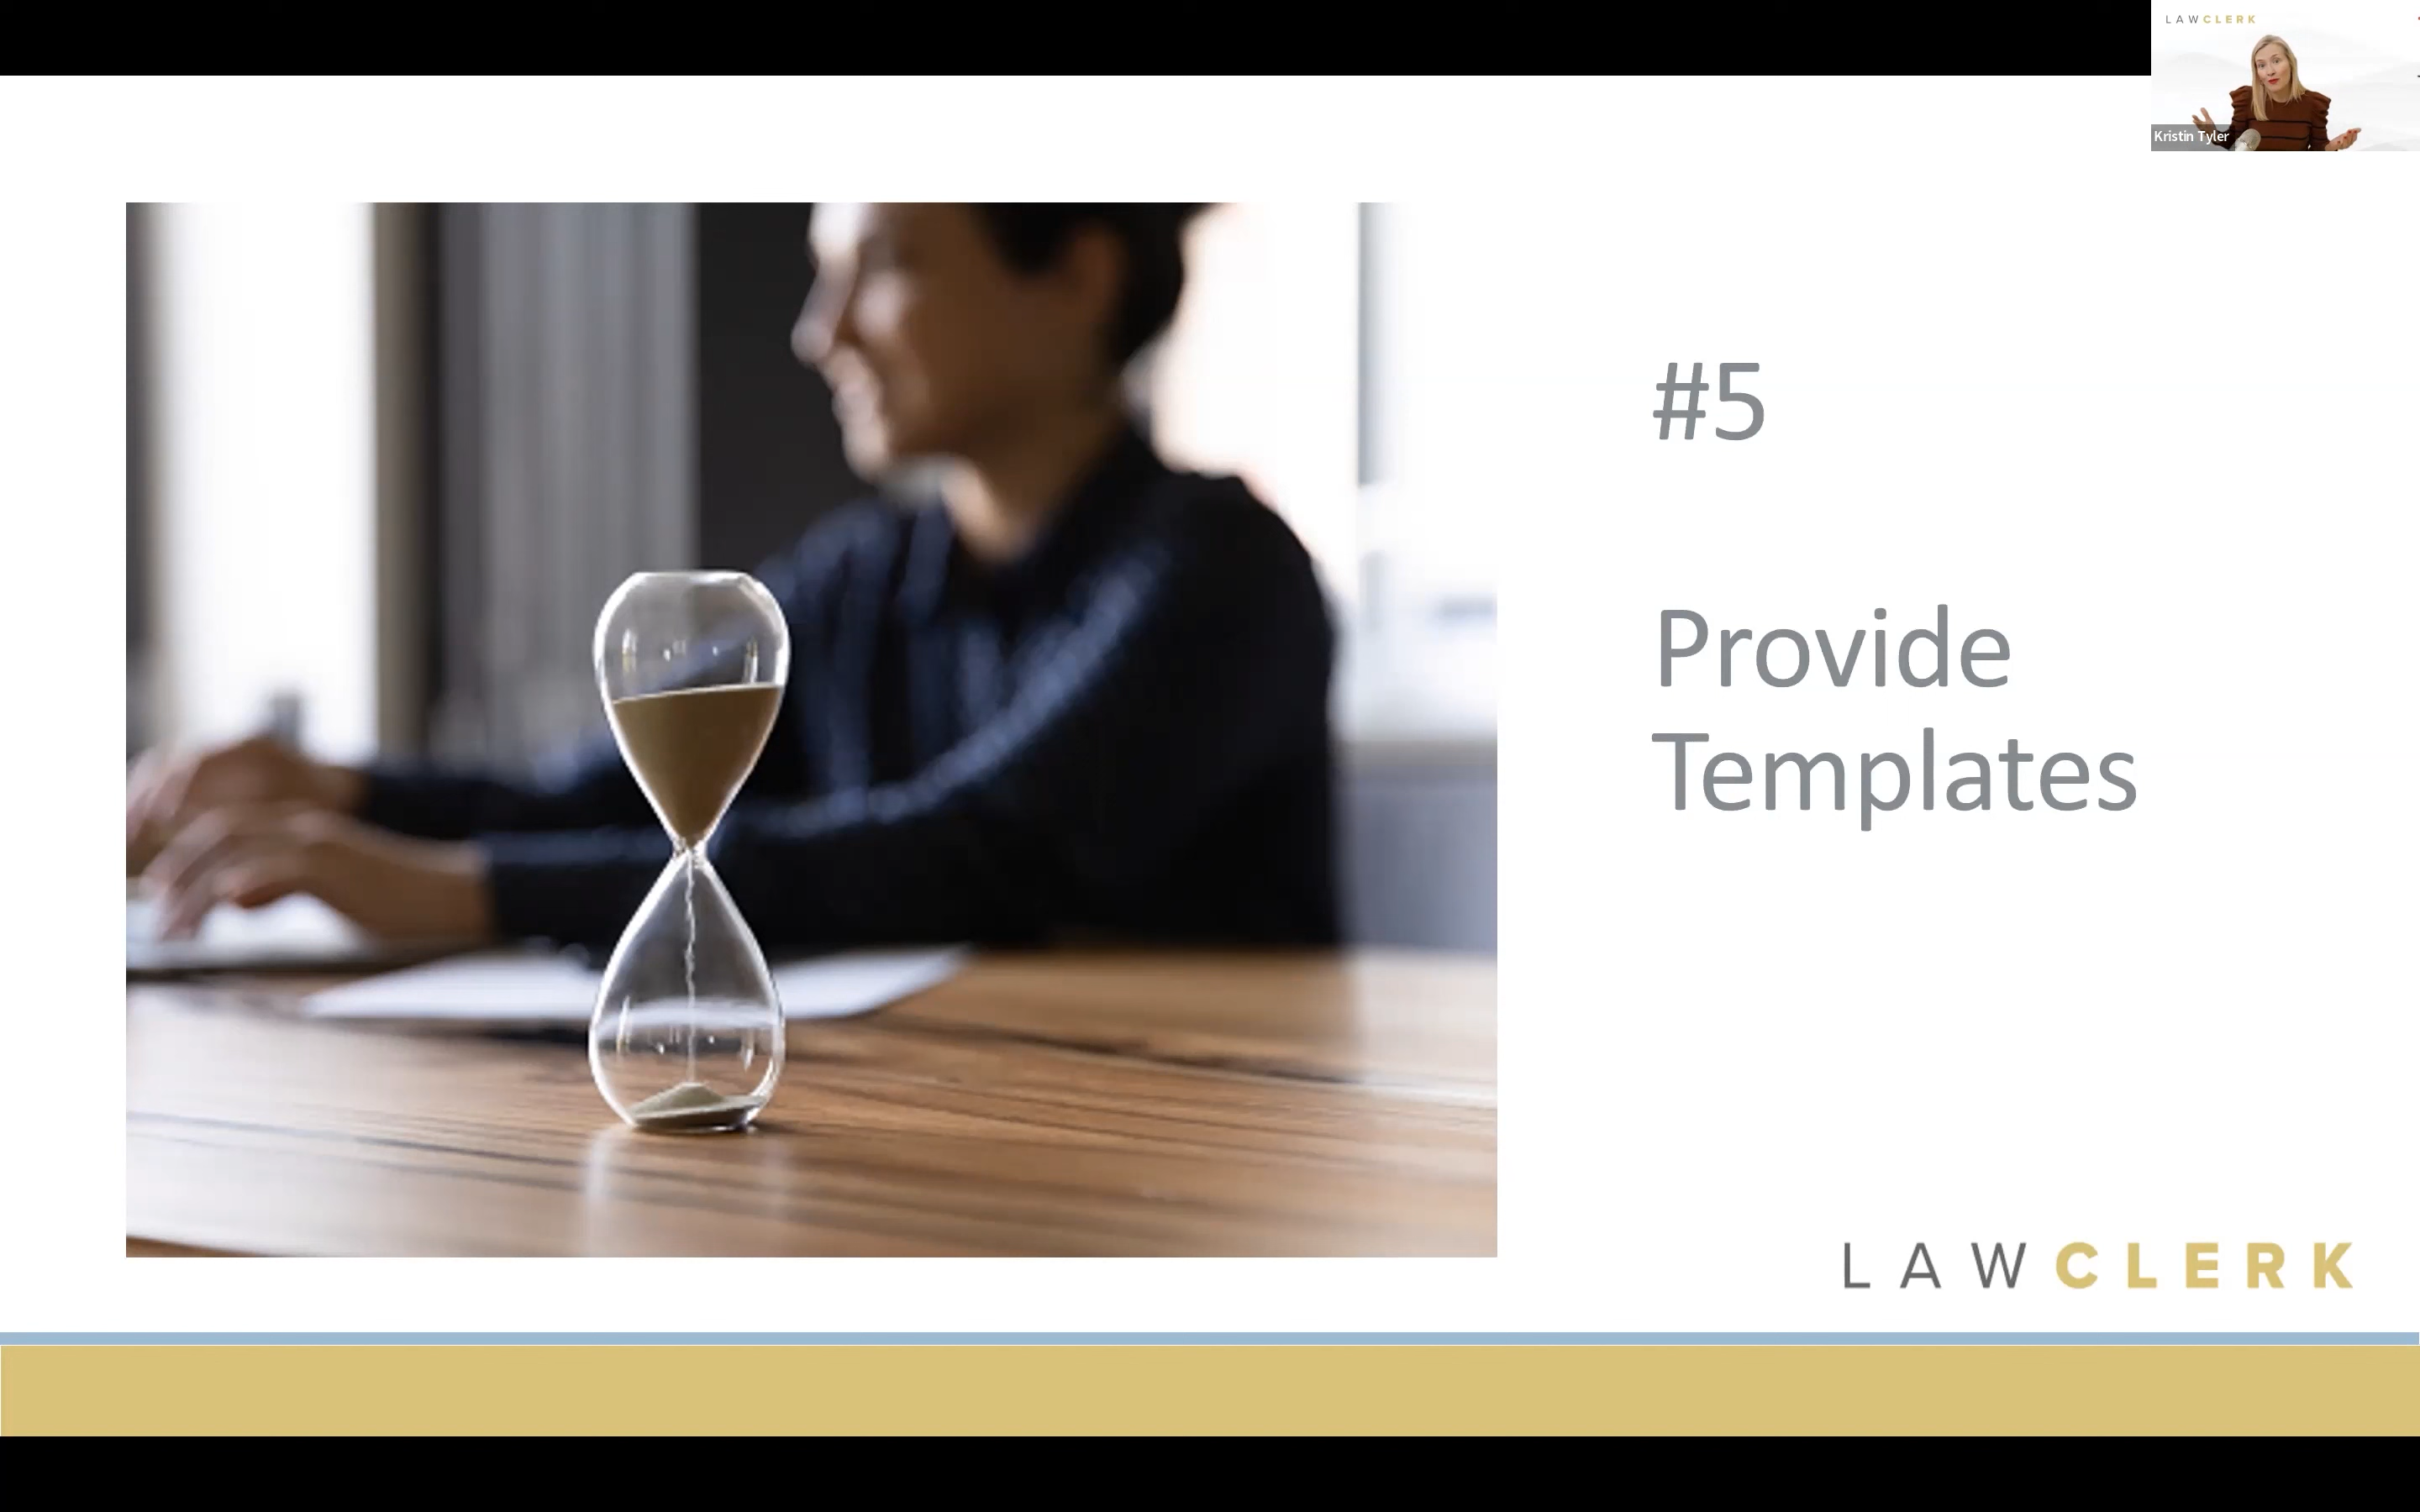 LAWCLERK
Kristin Tyler
#5
Provide
Templates
LAWCLERK